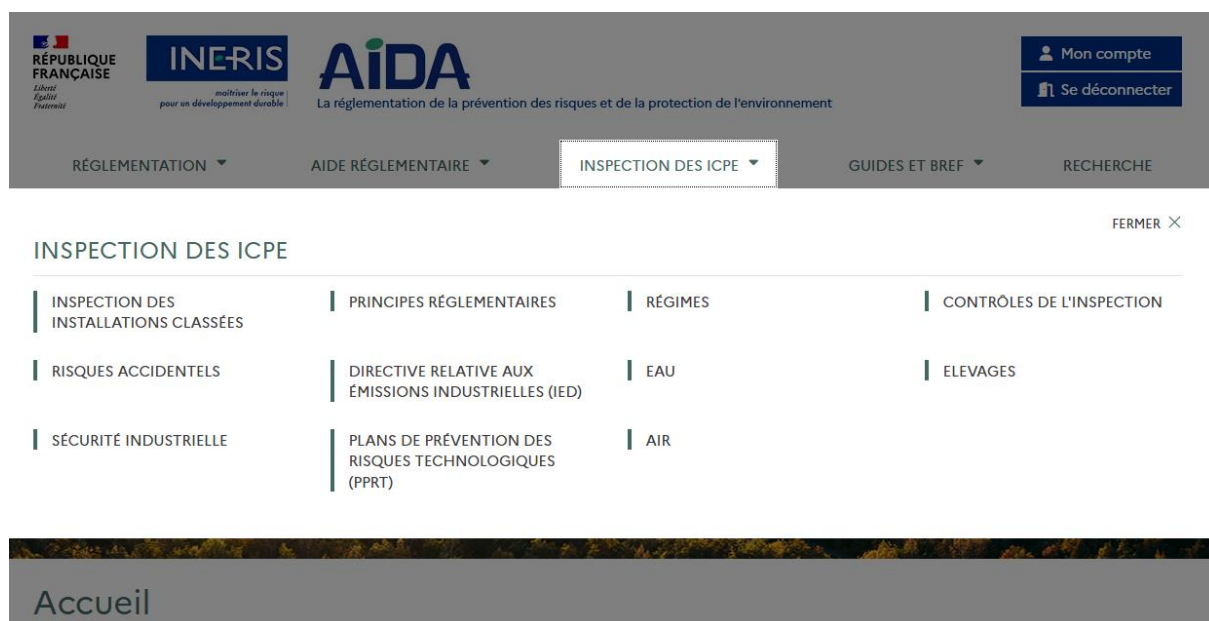 RÉPUBLIQUE
FRANÇAISE
Liberté
Égalité
Fraternité
INERIS
maîtriser le risque
pour un développement durable
AiDA
La réglementation de la prévention des risques et de la protection de l'environnement
Mon compte
Se déconnecter
RÉGLEMENTATION
AIDE RÉGLEMENTAIRE
INSPECTION DES ICPE
GUIDES ET BREF
RECHERCHE
FERMER
INSPECTION DES ICPE
INSPECTION DES
INSTALLATIONS CLASSÉES
PRINCIPES RÉGLEMENTAIRES
RÉGIMES
CONTRÔLES DE L'INSPECTION
RISQUES ACCIDENTELS
DIRECTIVE RELATIVE AUX
ÉMISSIONS INDUSTRIELLES (IED)
EAU
ELEVAGES
SÉCURITÉ INDUSTRIELLE
PLANS DE PRÉVENTION DES
RISQUES TECHNOLOGIQUES
(PPRT)
AIR
Accueil